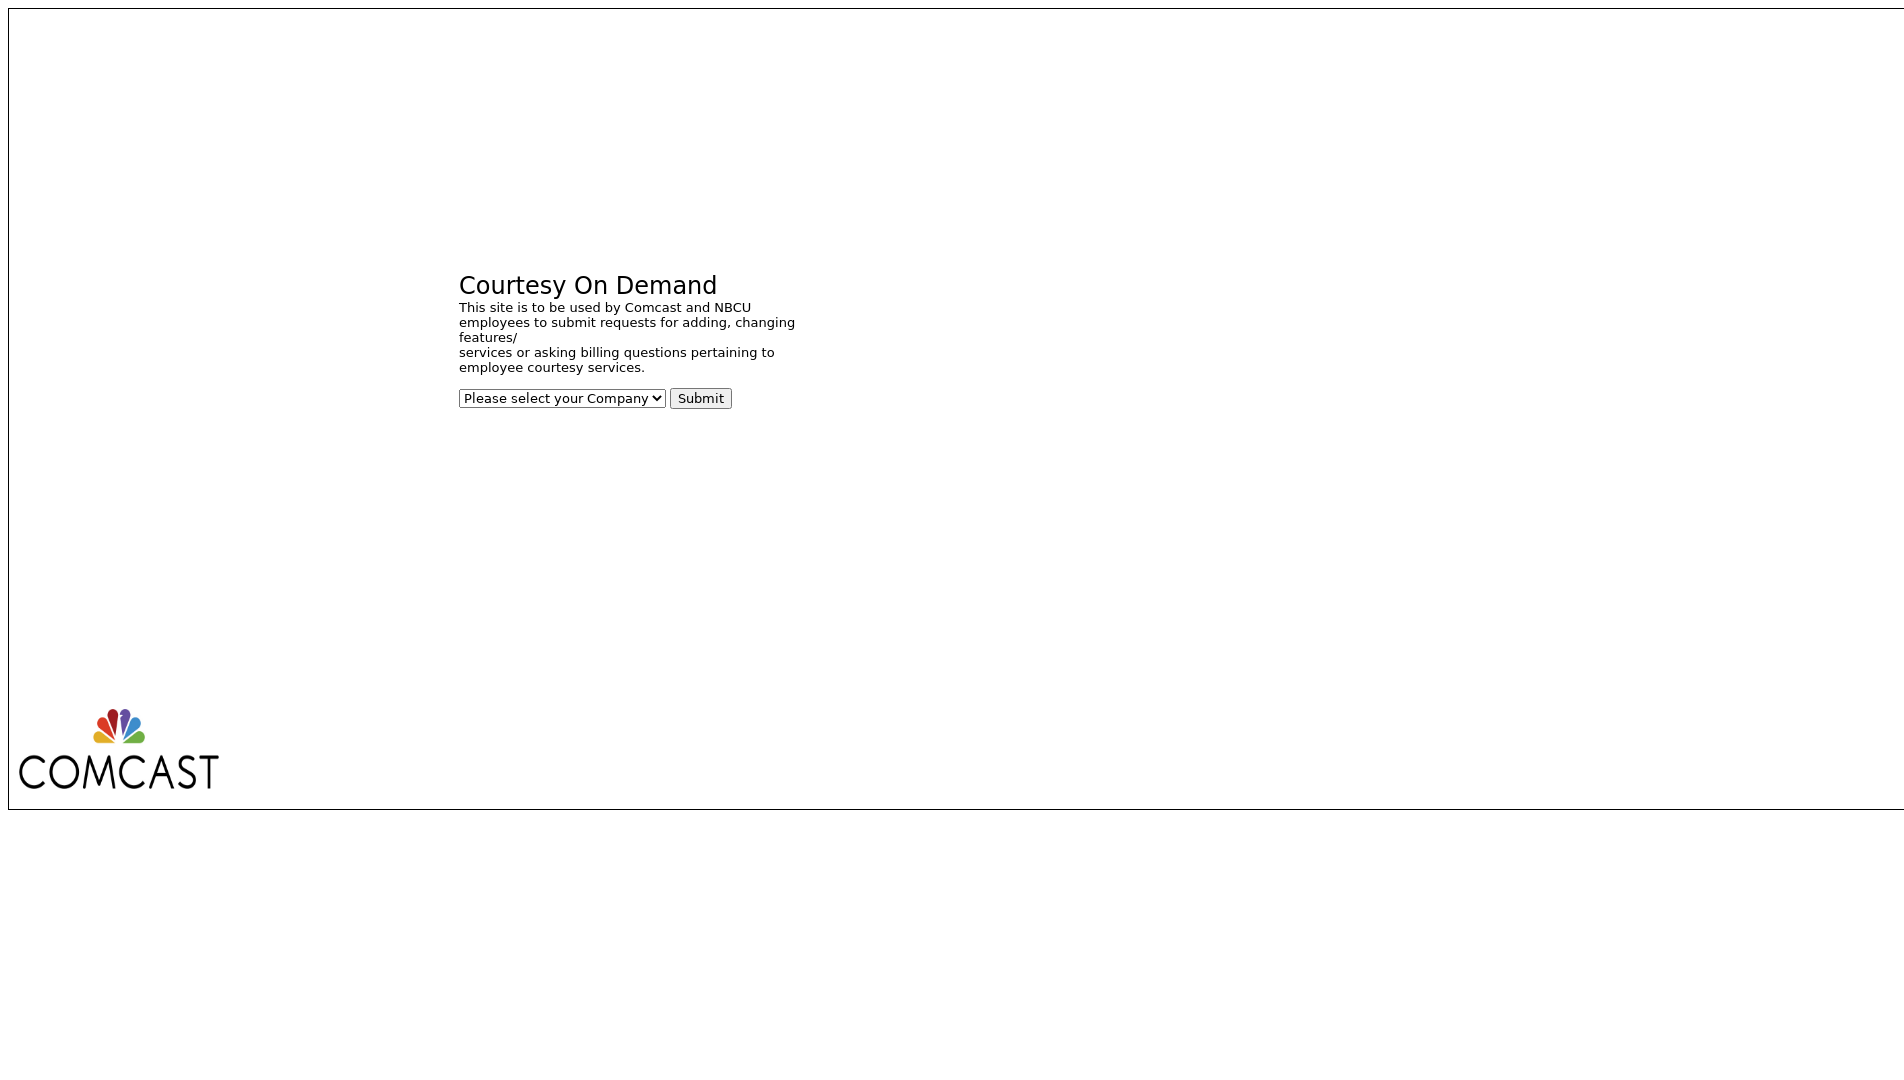 Courtesy On Demand
This site is to be used by Comcast and NBCU
employees to submit requests for adding, changing
features/
services or asking billing questions pertaining to
employee courtesy services.
Please select your Company Submit
COMCAST